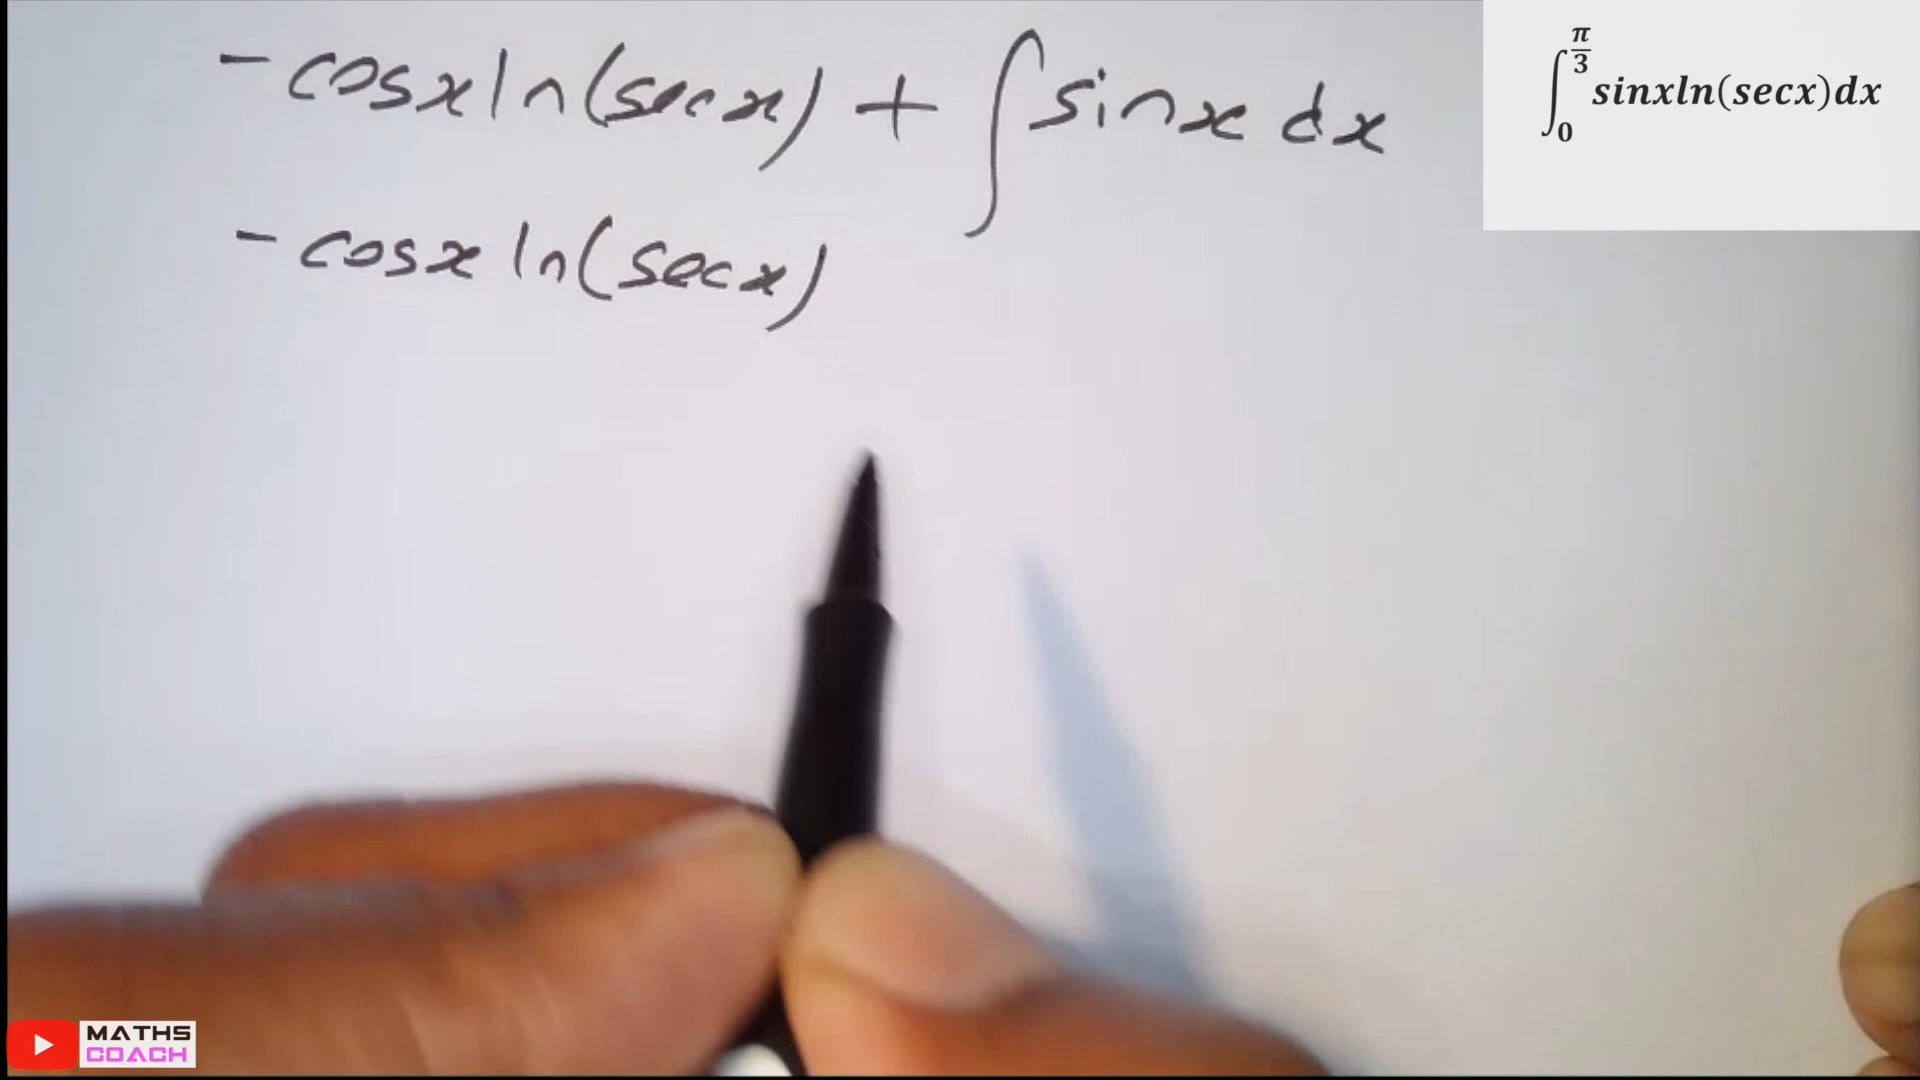 -cosx ln(secx) + ∫ sinx dx
-cosx ln(secx)
∫₀^(π/3) sinxln(secx)dx
MATHS
COACH